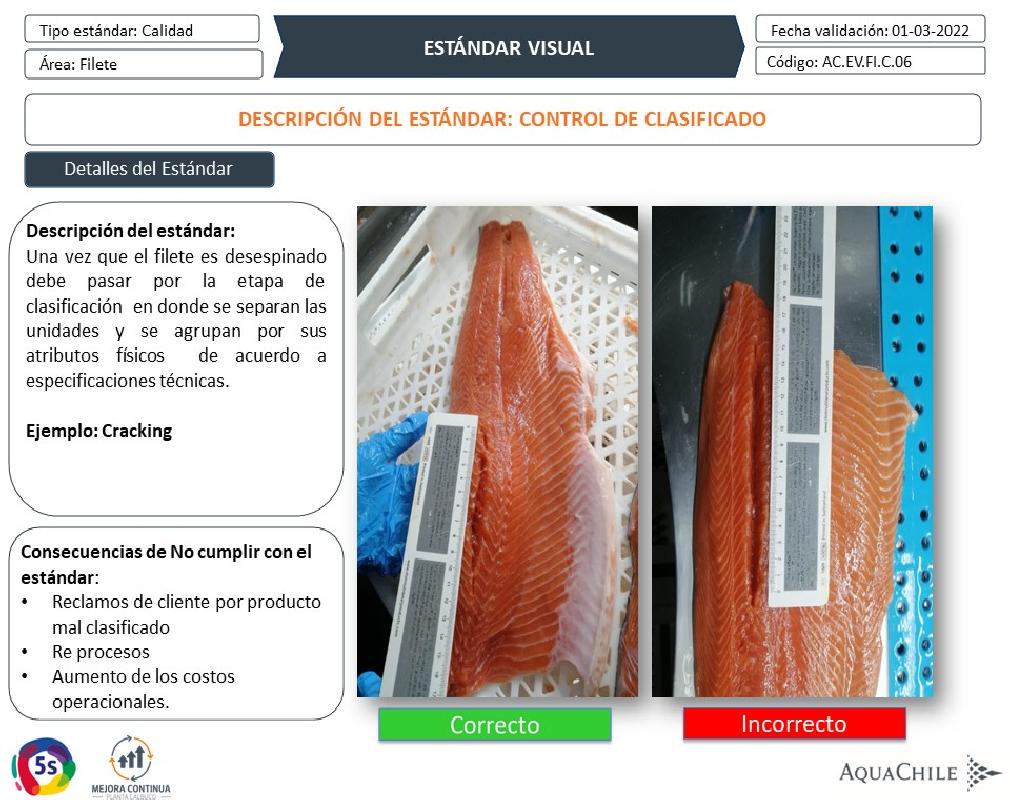 Tipo estándar: Calidad
Área: Filete
ESTÁNDAR VISUAL
Fecha validación: 01-03-2022
Código: AC.EV.FI.C.06
DESCRIPCIÓN DEL ESTÁNDAR: CONTROL DE CLASIFICADO
Detalles del Estándar
Descripción del estándar:
Una vez que el filete es desespinado
debe pasar por la etapa de
clasificación en donde se separan las
unidades y se agrupan por sus
atributos físicos de acuerdo a
especificaciones técnicas.
Ejemplo: Cracking
Consecuencias de No cumplir con el
estándar:
• Reclamos de cliente por producto
mal clasificado
• Re procesos
• Aumento de los costos
operacionales.
Correcto
Incorrecto
5s
MEJORA CONTINUA
PLANTA CALBUCO
AQUACHILE